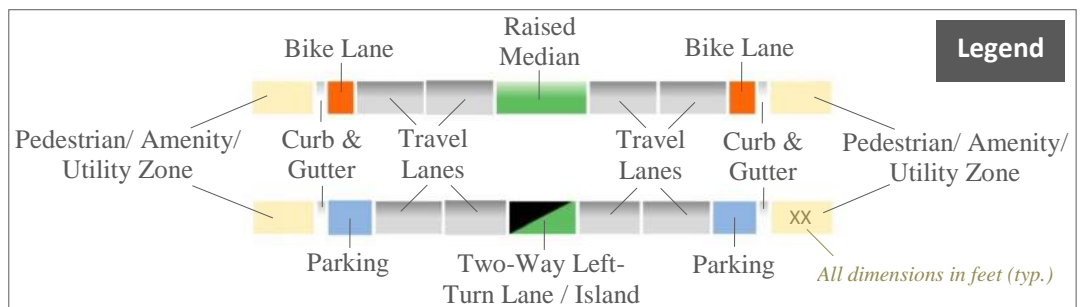 Raised
Median
Bike Lane
Bike Lane
Legend
Pedestrian/ Amenity/
Utility Zone
Curb &
Gutter
Travel
Lanes
Travel
Lanes
Curb &
Gutter
Pedestrian/ Amenity/
Utility Zone
XX
Parking
Two-Way Left-
Turn Lane / Island
Parking
All dimensions in feet (typ.)